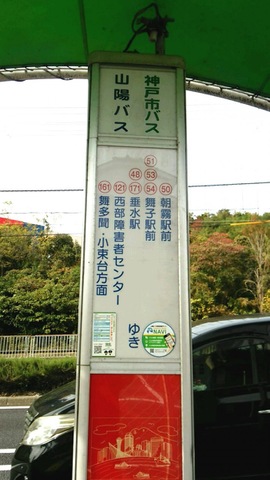 神戸市バス
山陽バス
50
朝霧駅前
51
53
54
舞子駅前
48
171
垂水駅
121
西部障害者センター
161
舞多聞・小束台方面
ゆき
NAVI